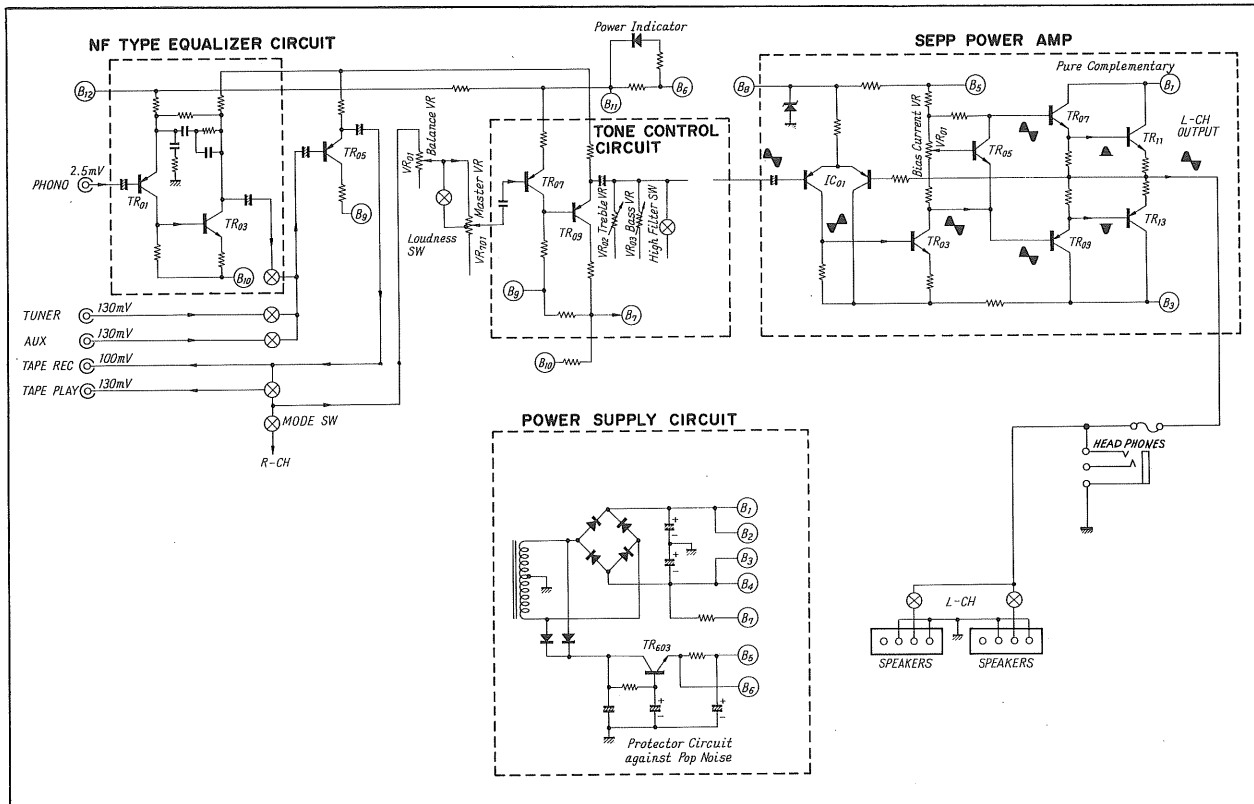 NF TYPE EQUALIZER CIRCUIT
Power Indicator
SEPP POWER AMP
Pure Complementary
B12
B11
B6
B8
B5
B1
TR07
TR11
L-CH
OUTPUT
Bias Current VR
VR01
TR05
PHONO
2.5mV
TR01
TR03
B10
TR05
B9
VR01
Balance VR
Loudness
SW
Master VR
VR701
TONE CONTROL
CIRCUIT
TR07
TR09
VR02 Treble VR
VR03 Bass VR
High Filter SW
B9
B7
B10
IC01
TR03
TR09
TR13
B3
TUNER
130mV
AUX
130mV
TAPE REC
100mV
TAPE PLAY
130mV
MODE SW
R-CH
POWER SUPPLY CIRCUIT
B1
B2
B3
B4
B7
TR603
B5
B6
+
-
+
-
+
-
+
-
Protector Circuit
against Pop Noise
HEAD PHONES
L-CH
SPEAKERS
SPEAKERS